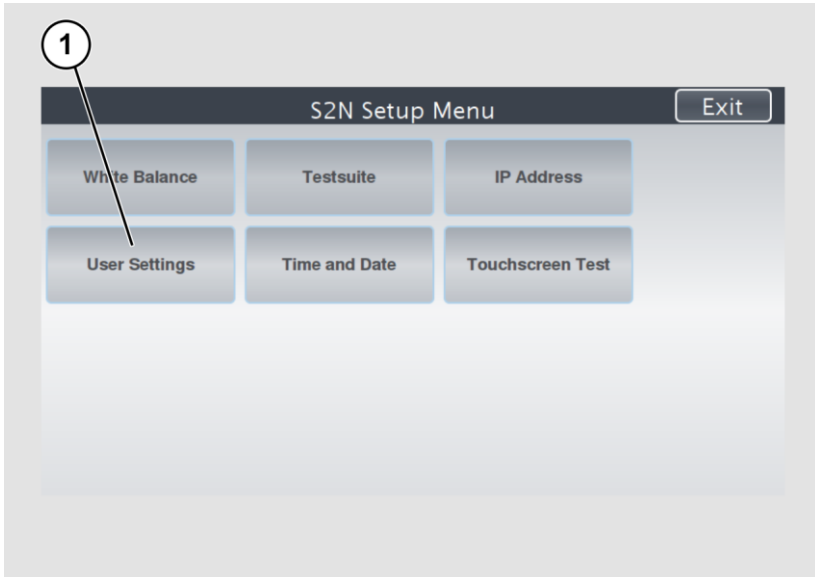 1
S2N Setup Menu
Exit
White Balance
Testsuite
IP Address
User Settings
Time and Date
Touchscreen Test